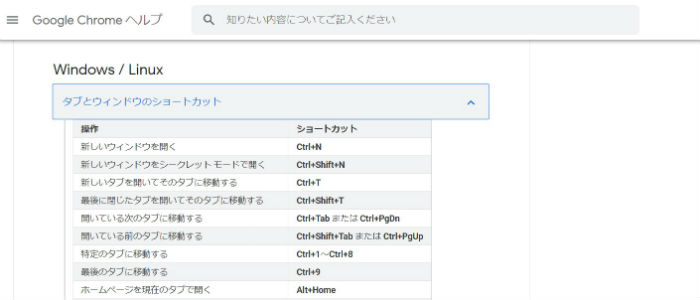 Google Chrome ヘルプ
知りたい内容についてご記入ください
Windows / Linux
タブとウィンドウのショートカット
操作 ショートカット
新しいウィンドウを開く Ctrl+N
新しいウィンドウをシークレット モードで開く Ctrl+Shift+N
新しいタブを開いてそのタブに移動する Ctrl+T
最後に閉じたタブを開いてそのタブに移動する Ctrl+Shift+T
開いている次のタブに移動する Ctrl+Tab または Ctrl+PgDn
開いている前のタブに移動する Ctrl+Shift+Tab または Ctrl+PgUp
特定のタブに移動する Ctrl+1～Ctrl+8
最後のタブに移動する Ctrl+9
ホームページを現在のタブで開く Alt+Home